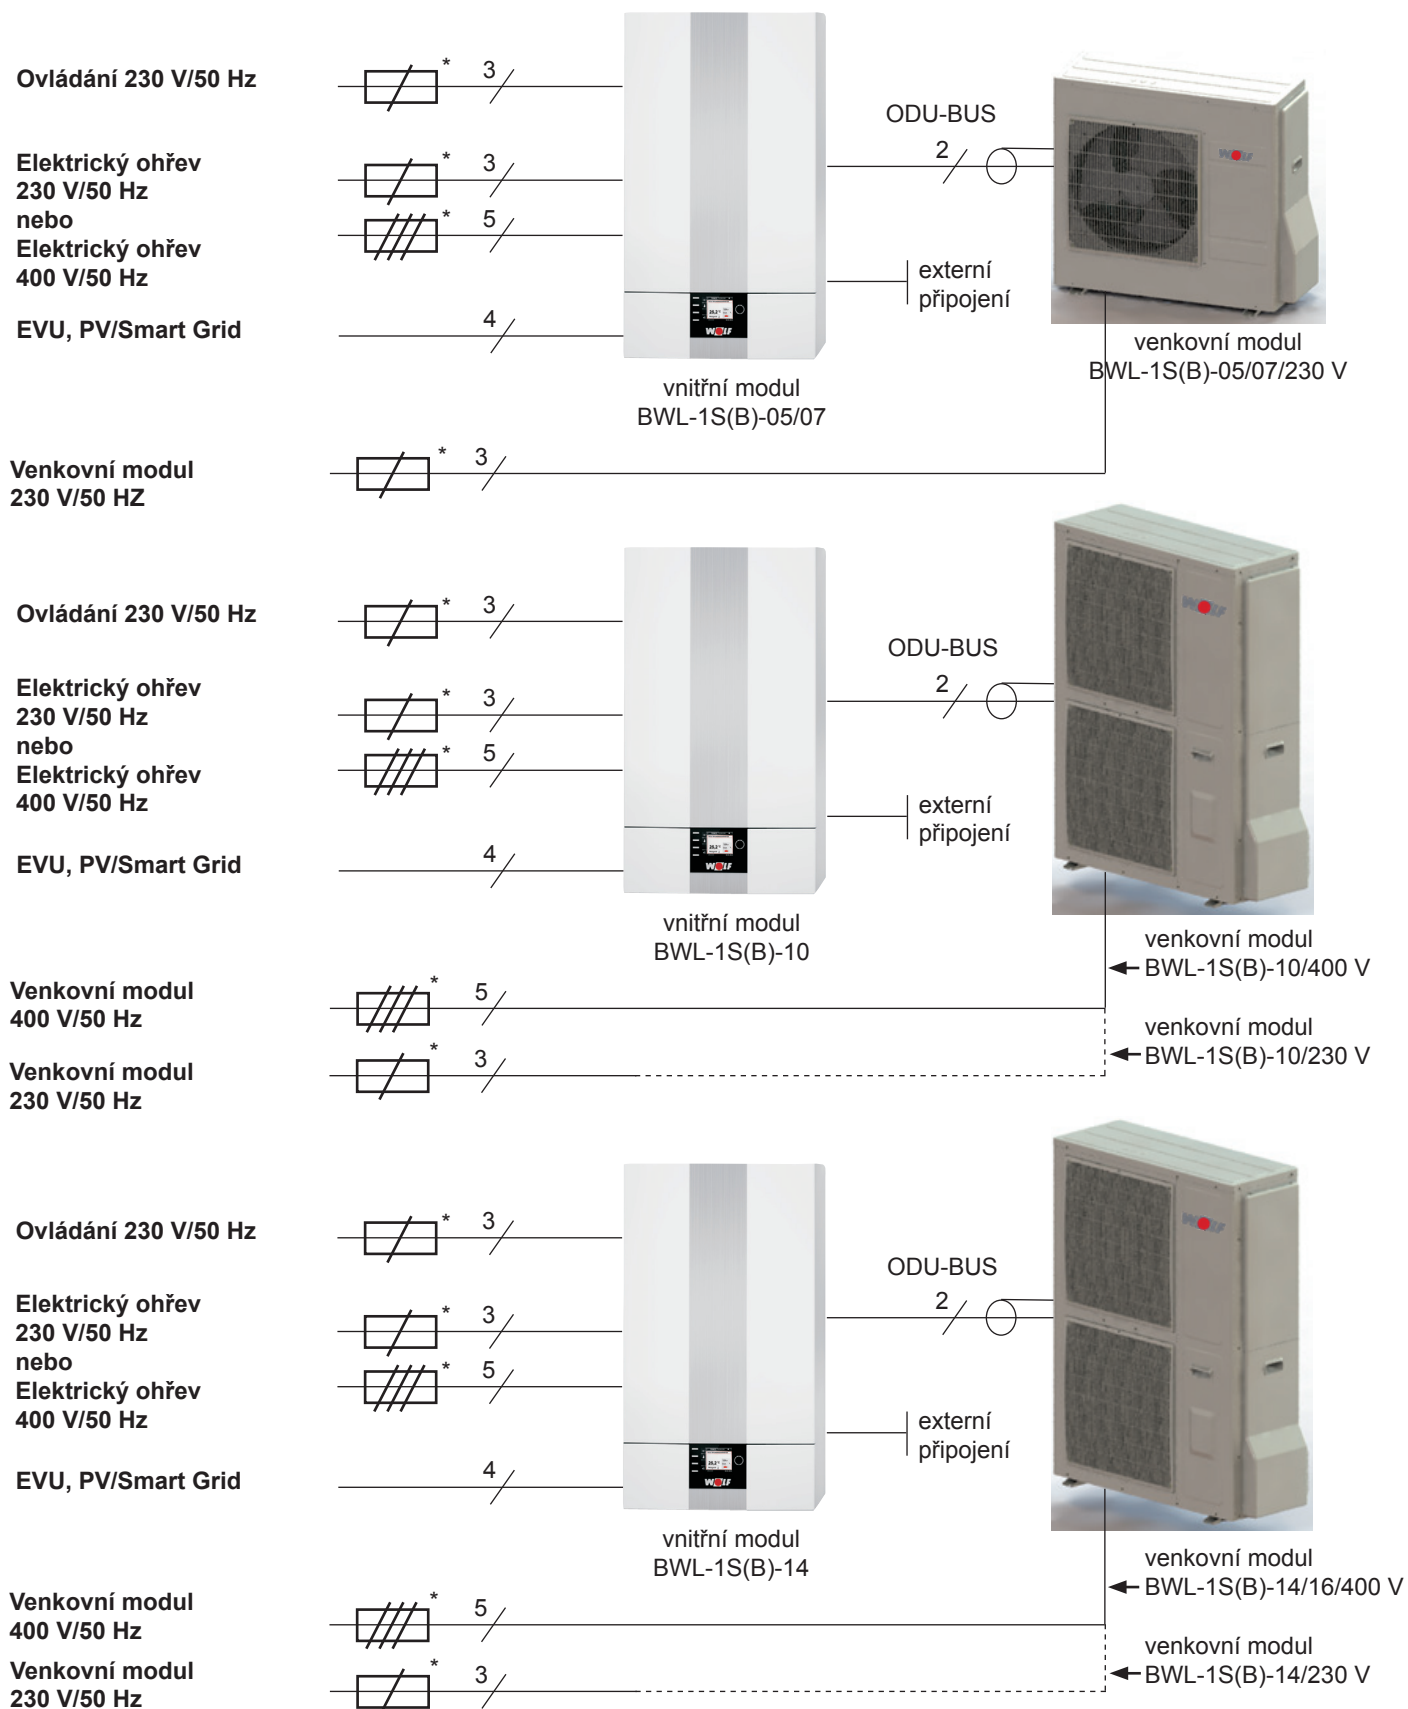 Ovládání 230 V/50 Hz
* 3
Elektrický ohřev
230 V/50 Hz
nebo
Elektrický ohřev
400 V/50 Hz
* 3
* 5
EVU, PV/Smart Grid
4
WOLF
vnitřní modul
BWL-1S(B)-05/07
ODU-BUS
2
externí
připojení
WOLF
venkovní modul
BWL-1S(B)-05/07/230 V
Venkovní modul
230 V/50 HZ
* 3
Ovládání 230 V/50 Hz
* 3
Elektrický ohřev
230 V/50 Hz
nebo
Elektrický ohřev
400 V/50 Hz
* 3
* 5
EVU, PV/Smart Grid
4
WOLF
vnitřní modul
BWL-1S(B)-10
ODU-BUS
2
externí
připojení
WOLF
venkovní modul
BWL-1S(B)-10/400 V
venkovní modul
BWL-1S(B)-10/230 V
Venkovní modul
400 V/50 Hz
* 5
Venkovní modul
230 V/50 Hz
* 3
Ovládání 230 V/50 Hz
* 3
Elektrický ohřev
230 V/50 Hz
nebo
Elektrický ohřev
400 V/50 Hz
* 3
* 5
EVU, PV/Smart Grid
4
WOLF
vnitřní modul
BWL-1S(B)-14
ODU-BUS
2
externí
připojení
WOLF
venkovní modul
BWL-1S(B)-14/16/400 V
venkovní modul
BWL-1S(B)-14/230 V
Venkovní modul
400 V/50 Hz
* 5
Venkovní modul
230 V/50 Hz
* 3